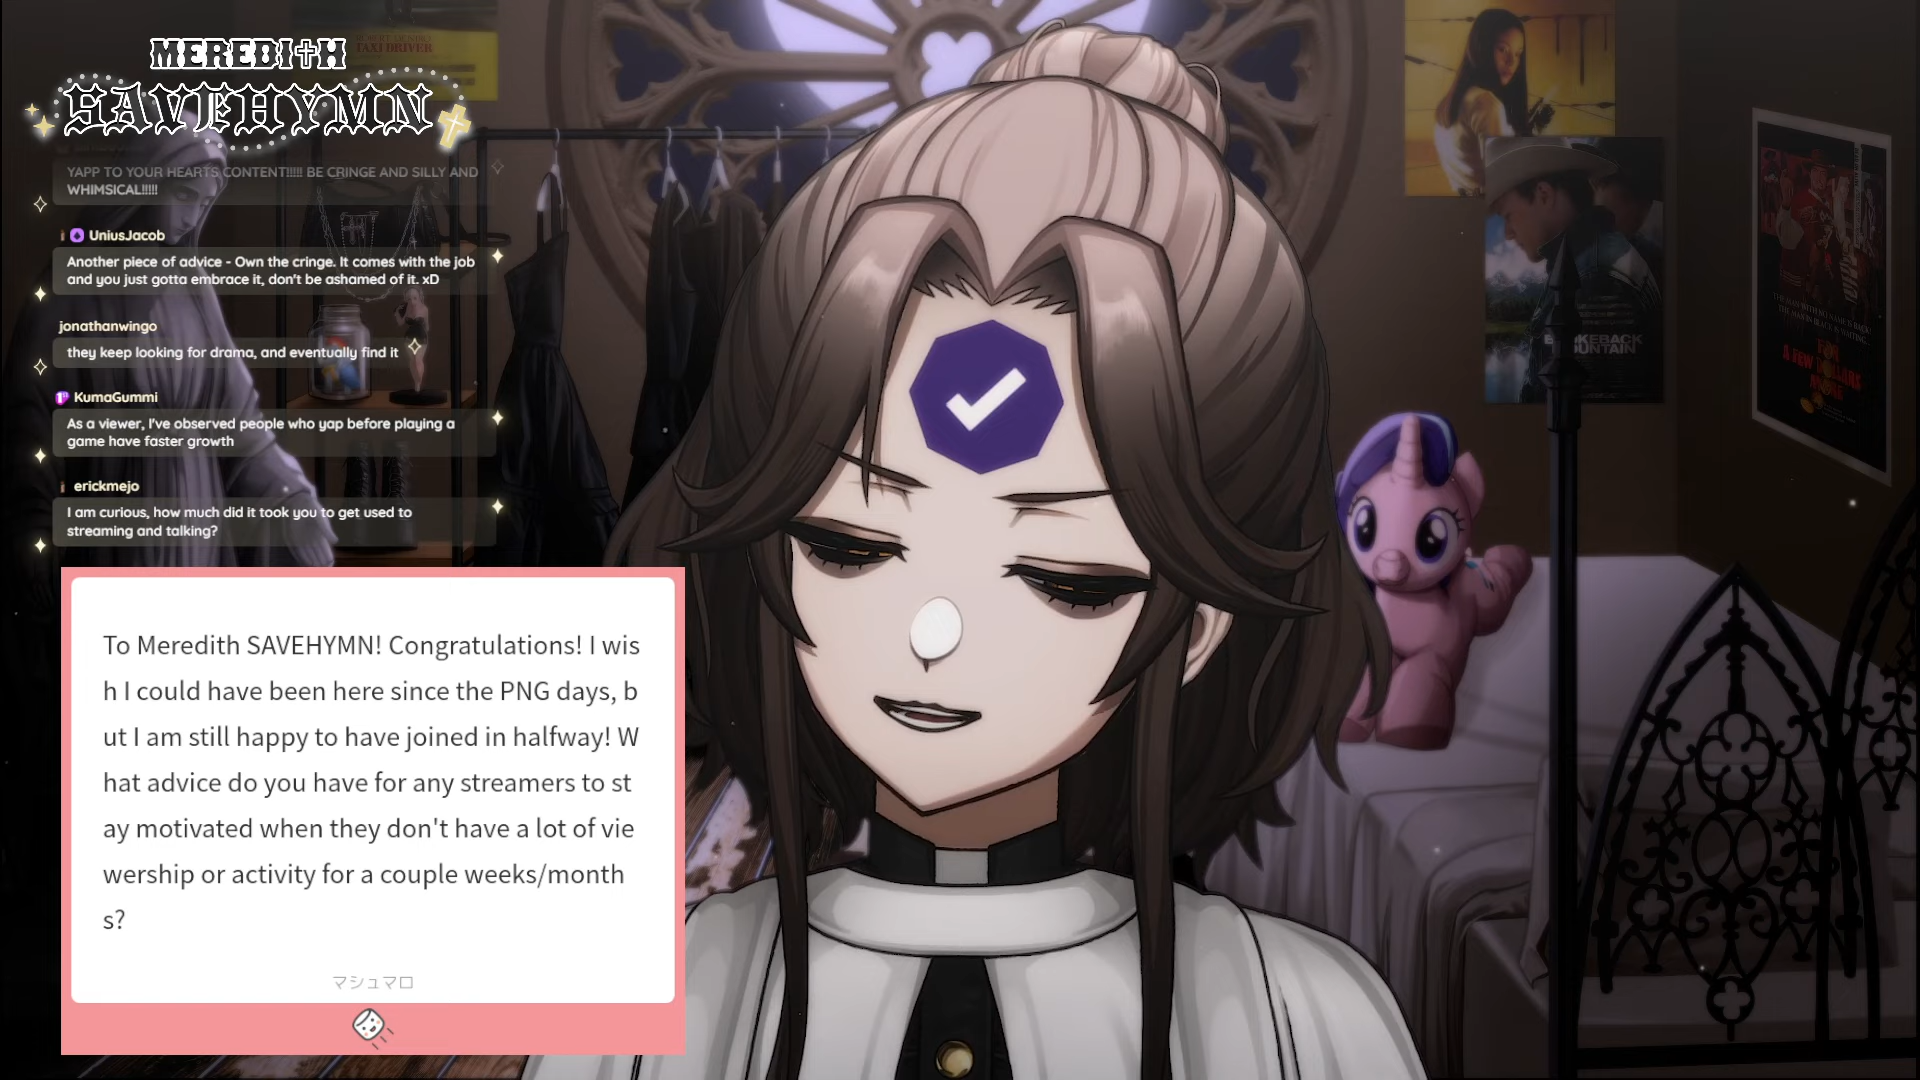 MEREDITH
SAVEHYMN
TAXI DRIVER
YAPP TO YOUR HEARTS CONTENT!!!!! BE CRINGE AND SILLY AND
WHIMSICAL!!!!!
UniusJacob
Another piece of advice - Own the cringe. It comes with the job
and you just gotta embrace it, don't be ashamed of it. xD
jonathanwingo
they keep looking for drama, and eventually find it
KumaGummi
As a viewer, I've observed people who yap before playing a
game have faster growth
erickmejo
I am curious, how much did it took you to get used to
streaming and talking?
To Meredith SAVEHYMN! Congratulations! I wis
h I could have been here since the PNG days, b
ut I am still happy to have joined in halfway! W
hat advice do you have for any streamers to st
ay motivated when they don't have a lot of vie
wership or activity for a couple weeks/month
s?
マシュマロ